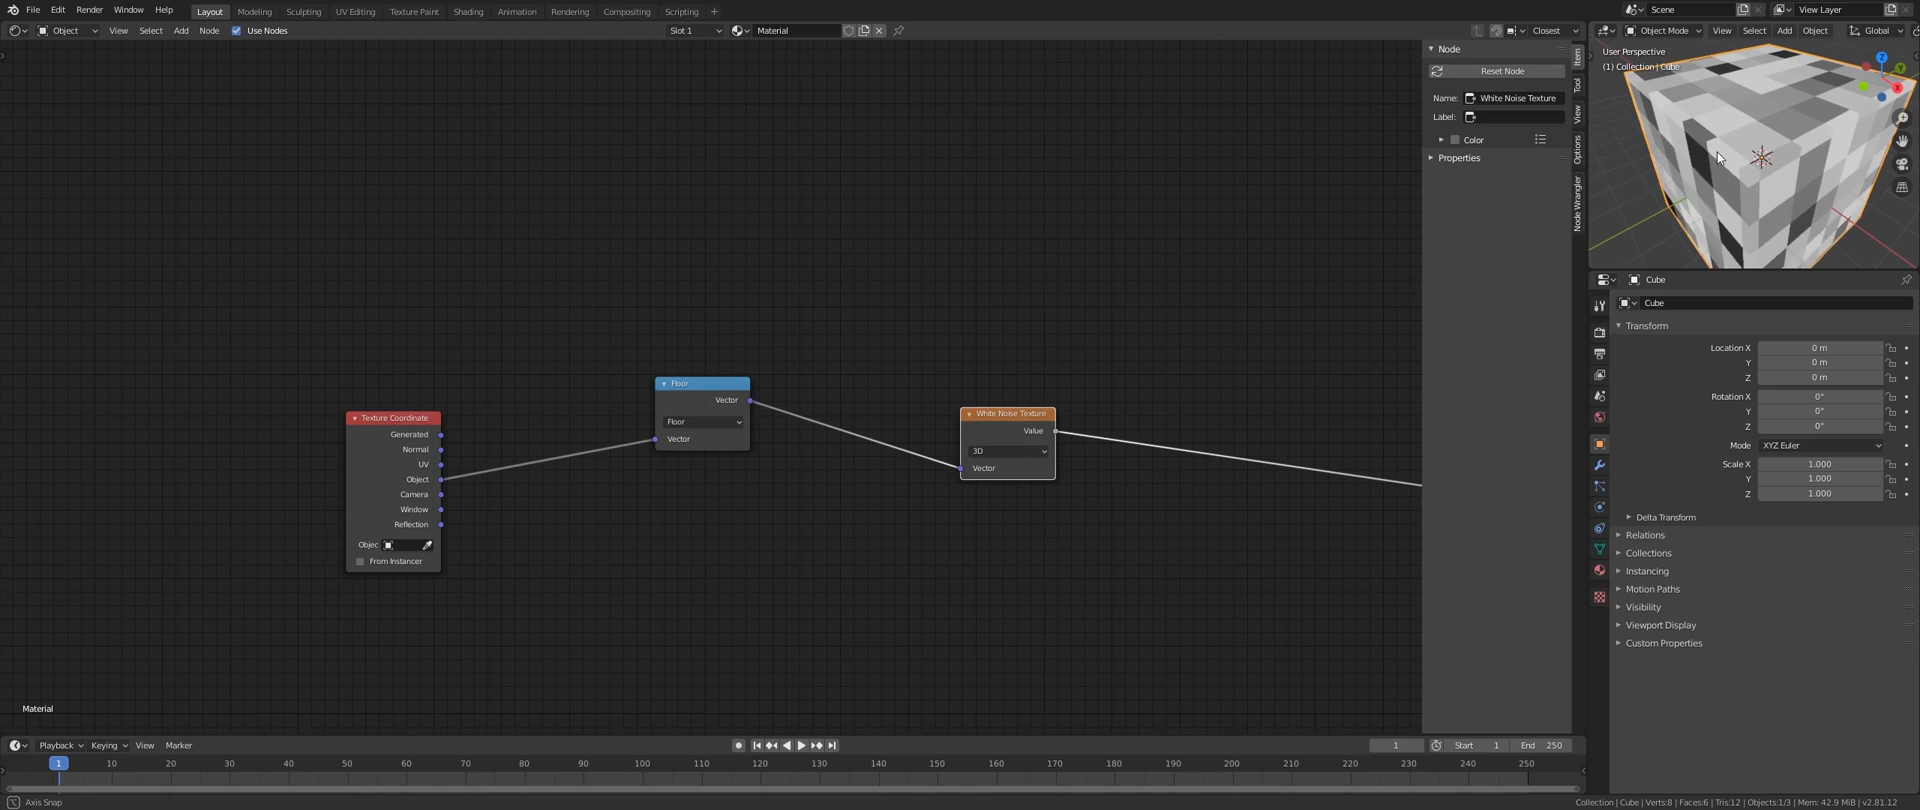 File Edit Render Window Help Layout Modeling Sculpting UV Editing Texture Paint Shading Animation Rendering Compositing Scripting + Scene View Layer
Object View Select Add Node Use Nodes Slot 1 Material Closest Object Mode View Select Add Object Global
Node
Reset Node
Name: White Noise Texture
Label:
Color
Properties
Item
Tool
View
Options
Node Wrangler
User Perspective
(1) Collection | Cube
Z
Y
X
Texture Coordinate
Generated
Normal
UV
Object
Camera
Window
Reflection
Objec
From Instancer
Floor
Vector
Floor
Vector
White Noise Texture
Value
3D
Vector
Material
Cube
Cube
Transform
Location X 0 m
Y 0 m
Z 0 m
Rotation X 0°
Y 0°
Z 0°
Mode XYZ Euler
Scale X 1.000
Y 1.000
Z 1.000
Delta Transform
Relations
Collections
Instancing
Motion Paths
Visibility
Viewport Display
Custom Properties
Playback Keying View Marker 1 Start 1 End 250
1 10 20 30 40 50 60 70 80 90 100 110 120 130 140 150 160 170 180 190 200 210 220 230 240 250
Axis Snap Collection | Cube | Verts:8 | Faces:6 | Tris:12 | Objects:1/3 | Mem: 42.9 MiB | v2.81.12